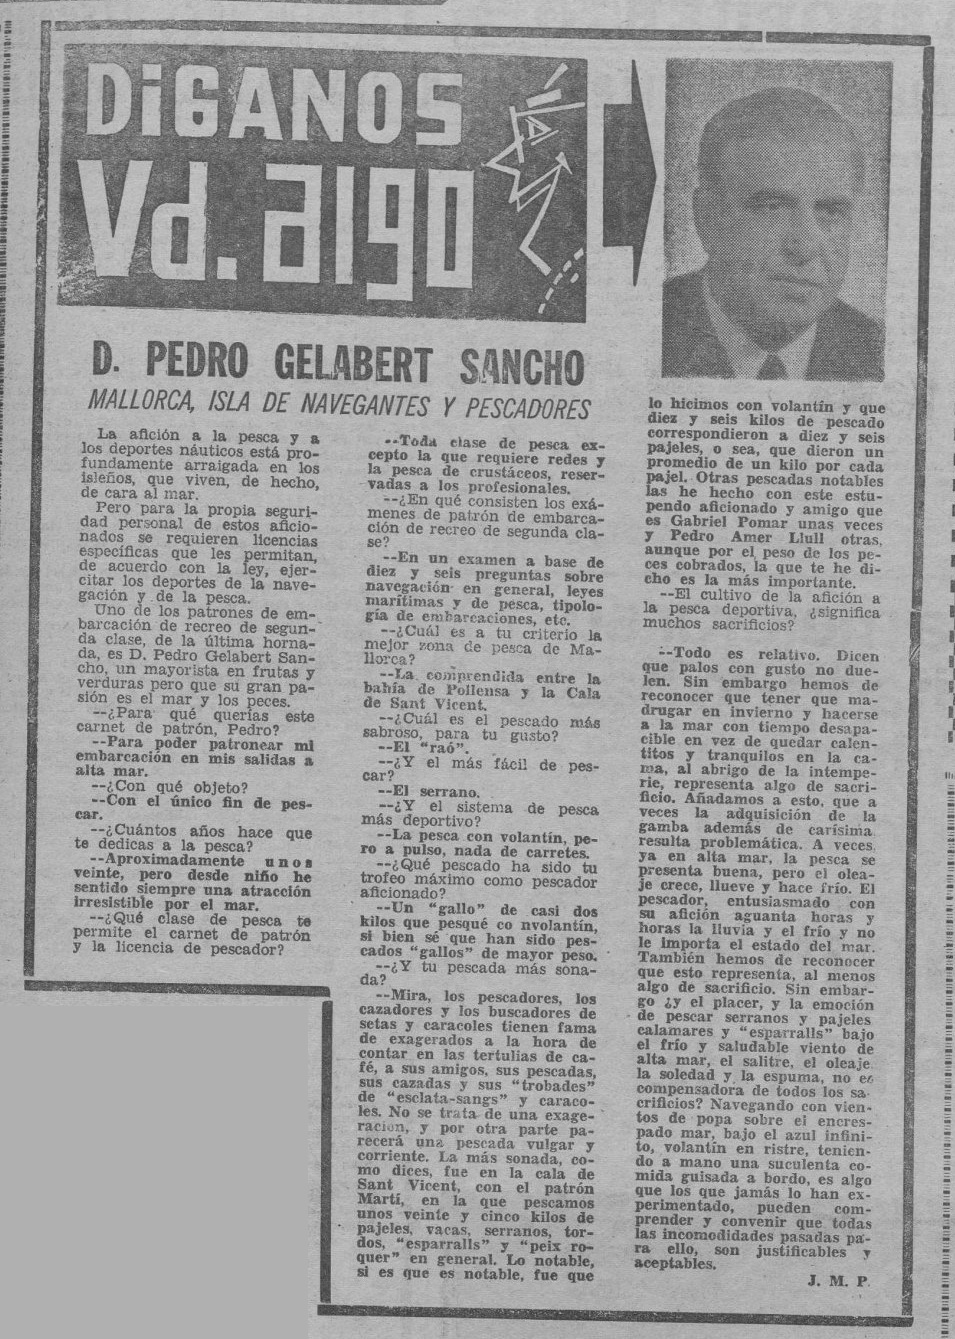 DiGANOS
Vd. algo
D. PEDRO GELABERT SANCHO
MALLORCA, ISLA DE NAVEGANTES Y PESCADORES
La afición a la pesca y a
los deportes náuticos está pro-
fundamente arraigada en los
isleños, que viven, de hecho,
de cara al mar.
Pero para la propia seguri-
dad personal de estos aficio-
nados se requieren licencias
específicas que les permitan,
de acuerdo con la ley, ejer-
citar los deportes de la nave-
gación y de la pesca.
Uno de los patrones de em-
barcación de recreo de segun-
da clase, de la última horna-
da, es D. Pedro Gelabert San-
cho, un mayorista en frutas y
verduras pero que su gran pa-
sión es el mar y los peces.
--¿Para qué querías este
carnet de patrón, Pedro?
--Para poder patronear mi
embarcación en mis salidas a
alta mar.
--¿Con qué objeto?
--Con el único fin de pes-
car.
--¿Cuántos años hace que
te dedicas a la pesca?
--Aproximadamente unos
veinte, pero desde niño he
sentido siempre una atracción
irresistible por el mar.
--¿Qué clase de pesca te
permite el carnet de patrón
y la licencia de pescador?
--Toda clase de pesca ex-
cepto la que requiere redes y
la pesca de crustáceos, reser-
vadas a los profesionales.
--¿En qué consisten los exá-
menes de patrón de embarca-
ción de recreo de segunda cla-
se?
--En un examen a base de
diez y seis preguntas sobre
navegación en general, leyes
marítimas y de pesca, tipolo-
gía de embarcaciones, etc.
--¿Cuál es a tu criterio la
mejor zona de pesca de Ma-
llorca?
--La comprendida entre la
bahía de Pollensa y la Cala
de Sant Vicent.
--¿Cuál es el pescado más
sabroso, para tu gusto?
--El "raó".
--¿Y el más fácil de pes-
car?
--El serrano.
--¿Y el sistema de pesca
más deportivo?
--La pesca con volantín, pe-
ro a pulso, nada de carretes.
--¿Qué pescado ha sido tu
trofeo máximo como pescador
aficionado?
--Un "gallo" de casi dos
kilos que pesqué co nvolantín,
si bien sé que han sido pes-
cados "gallos" de mayor peso.
--¿Y tu pescada más sona-
da?
--Mira, los pescadores, los
cazadores y los buscadores de
setas y caracoles tienen fama
de exagerados a la hora de
contar en las tertulias de ca-
fé, a sus amigos, sus pescadas,
sus cazadas y sus "trobades"
de "esclata-sangs" y caraco-
les. No se trata de una exage-
racion, y por otra parte pa-
recerá una pescada vulgar y
corriente. La más sonada, co-
mo dices, fue en la cala de
Sant Vicent, con el patrón
Martí, en la que pescamos
unos veinte y cinco kilos de
pajeles, vacas, serranos, tor-
dos, "esparralls" y "peix ro-
quer" en general. Lo notable,
si es que es notable, fue que
lo hicimos con volantín y que
diez y seis kilos de pescado
correspondieron a diez y seis
pajeles, o sea, que dieron un
promedio de un kilo por cada
pajel. Otras pescadas notables
las he hecho con este estu-
pendo aficionado y amigo que
es Gabriel Pomar unas veces
y Pedro Amer Llull otras,
aunque por el peso de los pe-
ces cobrados, la que te he di-
cho es la más importante.
--El cultivo de la afición a
la pesca deportiva, ¿significa
muchos sacrificios?
--Todo es relativo. Dicen
que palos con gusto no due-
len. Sin embargo hemos de
reconocer que tener que ma-
drugar en invierno y hacerse
a la mar con tiempo desapa-
cible en vez de quedar calen-
titos y tranquilos en la ca-
ma, al abrigo de la intempe-
rie, representa algo de sacri-
ficio. Añadamos a esto, que a
veces la adquisición de la
gamba además de carísima
resulta problemática. A veces,
ya en alta mar, la pesca se
presenta buena, pero el olea-
je crece, llueve y hace frío. El
pescador, entusiasmado con
su afición aguanta horas y
horas la lluvia y el frío y no
le importa el estado del mar.
También hemos de reconocer
que esto representa, al menos
algo de sacrificio. Sin embar-
go ¿y el placer, y la emoción
de pescar serranos y pajeles
calamares y "esparralls" bajo
el frío y saludable viento de
alta mar, el salitre, el oleaje,
la soledad y la espuma, no es
compensadora de todos los sa-
crificios? Navegando con vien-
tos de popa sobre el encres-
pado mar, bajo el azul infini-
to, volantín en ristre, tenien-
do a mano una suculenta co-
mida guisada a bordo, es algo
que los que jamás lo han ex-
perimentado, pueden com-
prender y convenir que todas
las incomodidades pasadas pa-
ra ello, son justificables y
aceptables.
J. M. P.